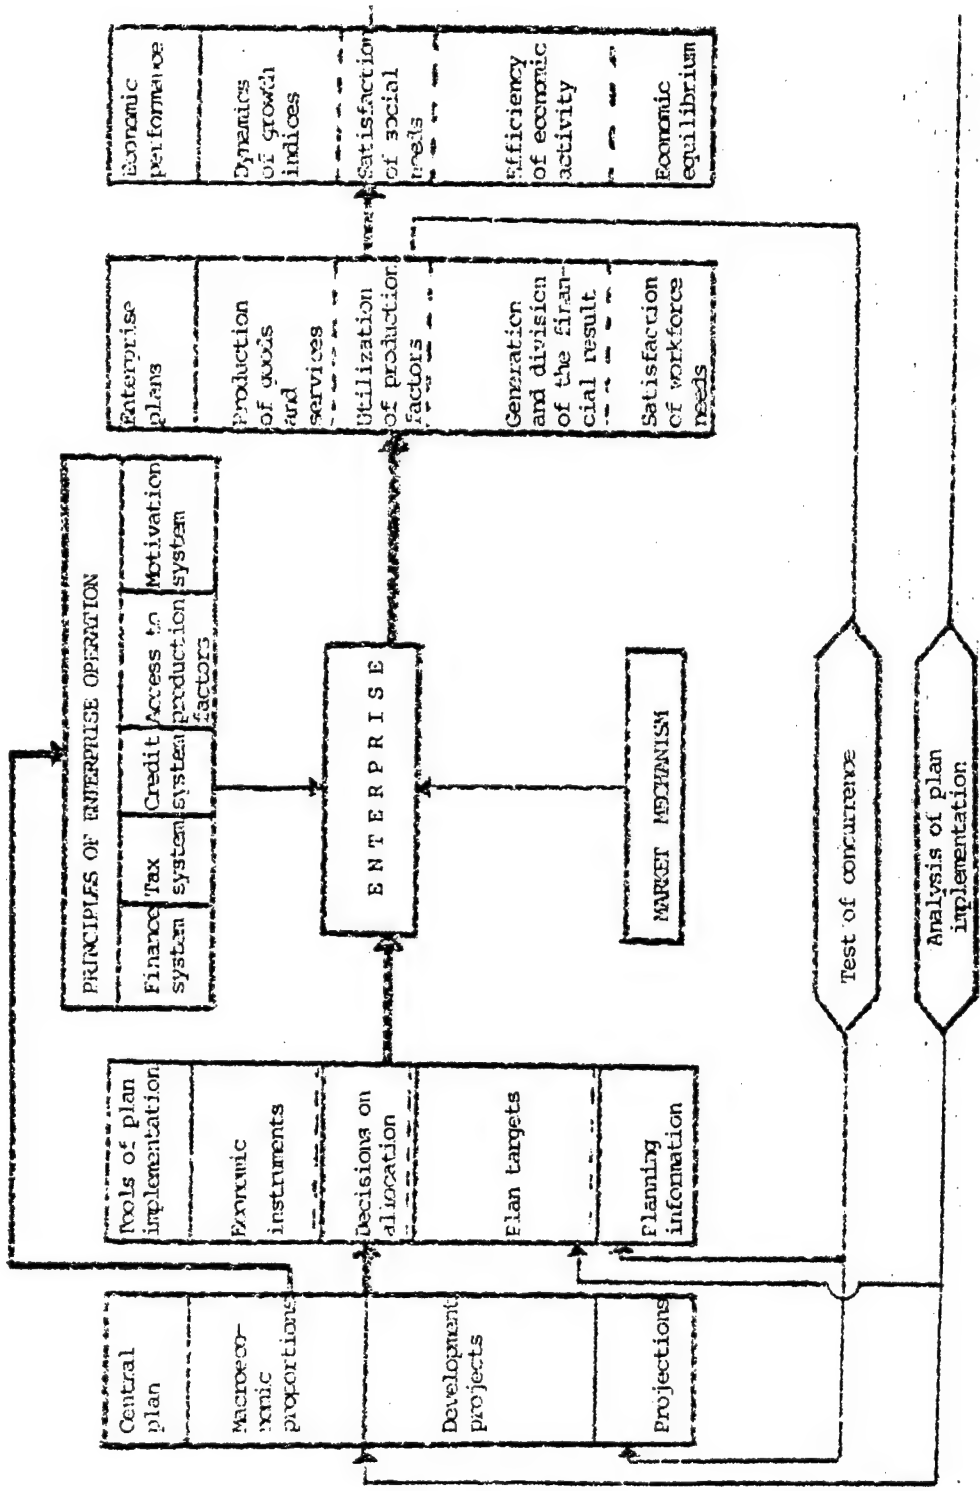 Central
plan
Macroeco-
nomic
proportions
Development
projects
Projections
Tools of plan
implementation
Economic
instruments
Decisions on
allocation
Plan targets
Planning
information
PRINCIPLES OF ENTERPRISE OPERATION
Finance
system
Tax
system
Credit
system
Access to
production
factors
Motivation
system
ENTERPRISE
MARKET MECHANISM
Enterprise
plans
Production
of goods
and
services
Utilization
of production
factors
Generation
and division
of the finan-
cial result
Satisfaction
of workforce
needs
Economic
performance
Dynamics
of growth
indices
Satisfaction
of social
needs
Efficiency
of economic
activity
Economic
equilibrium
Test of concurrence
Analysis of plan
implementation